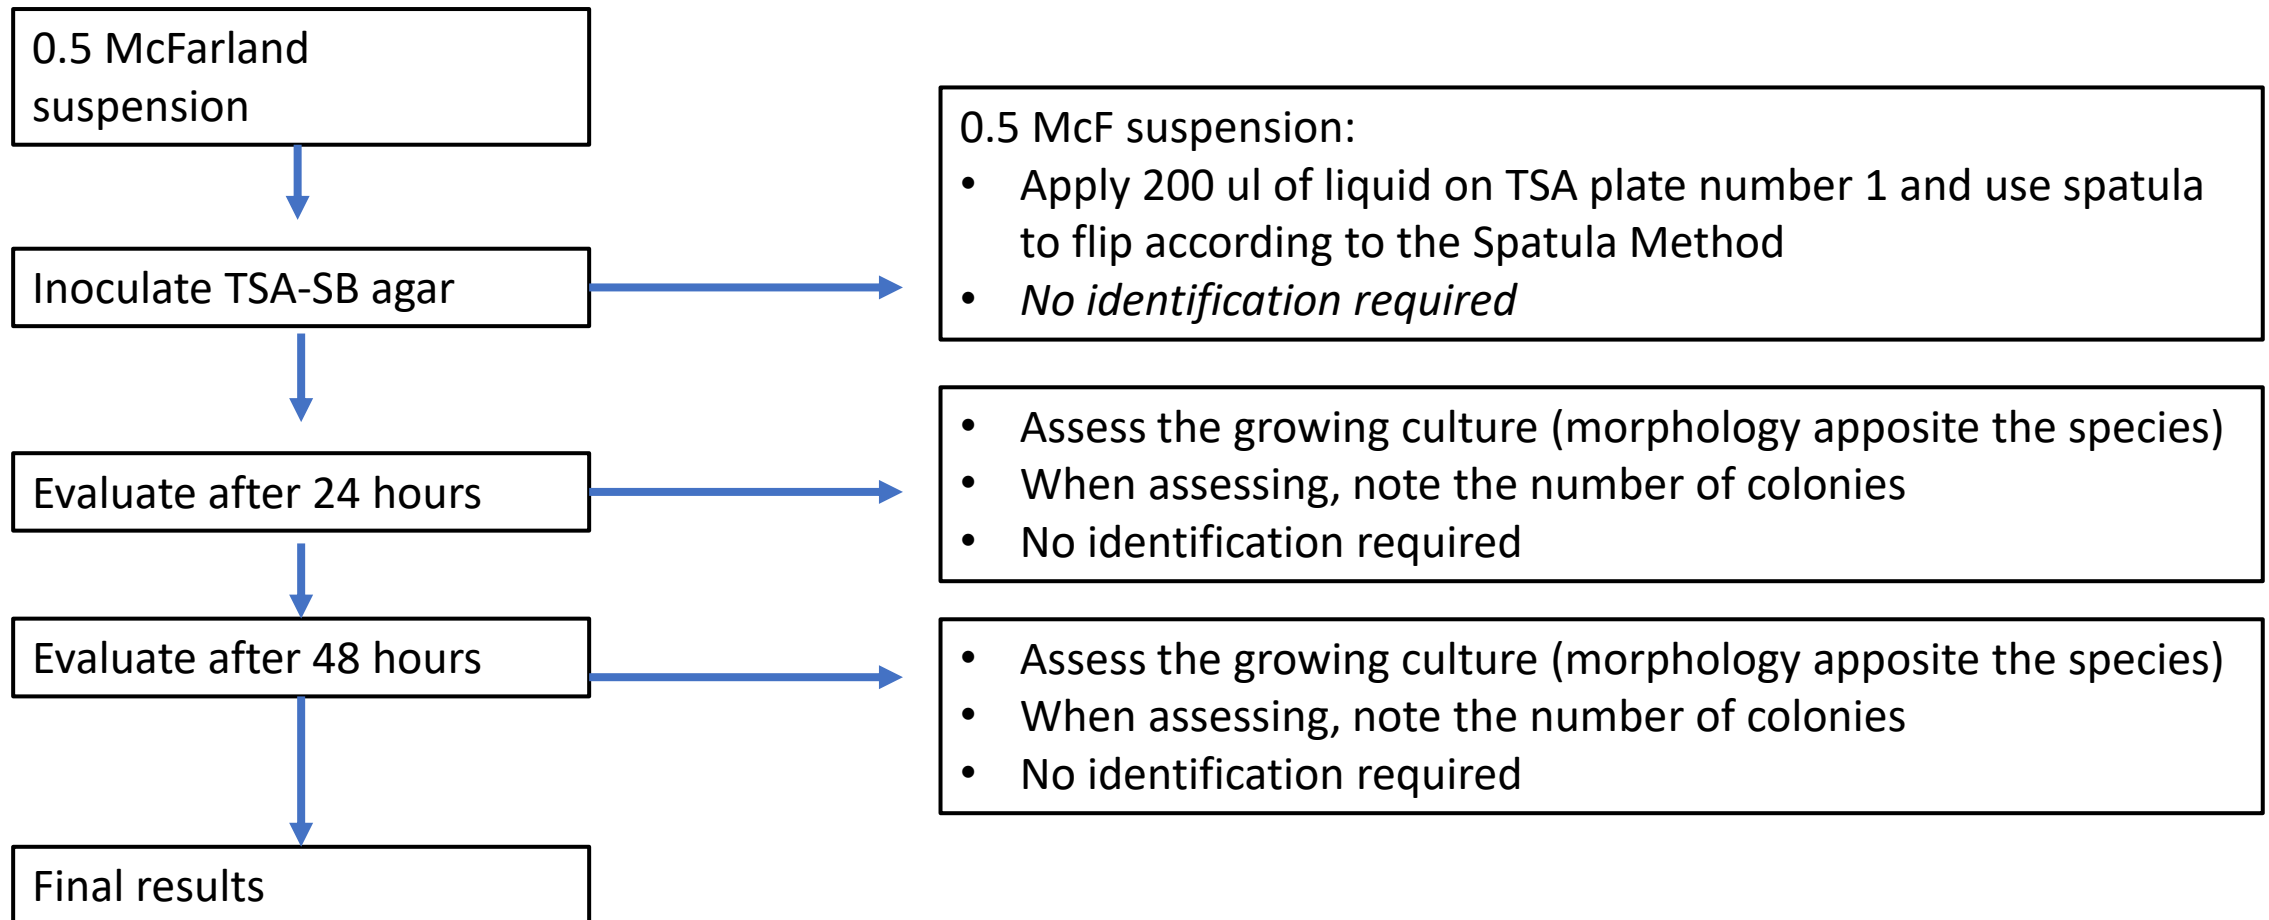 0.5 McFarland
suspension
0.5 McF suspension:
• Apply 200 ul of liquid on TSA plate number 1 and use spatula
to flip according to the Spatula Method
• No identification required
Inoculate TSA-SB agar
• Assess the growing culture (morphology apposite the species)
• When assessing, note the number of colonies
• No identification required
Evaluate after 24 hours
• Assess the growing culture (morphology apposite the species)
• When assessing, note the number of colonies
• No identification required
Evaluate after 48 hours
Final results